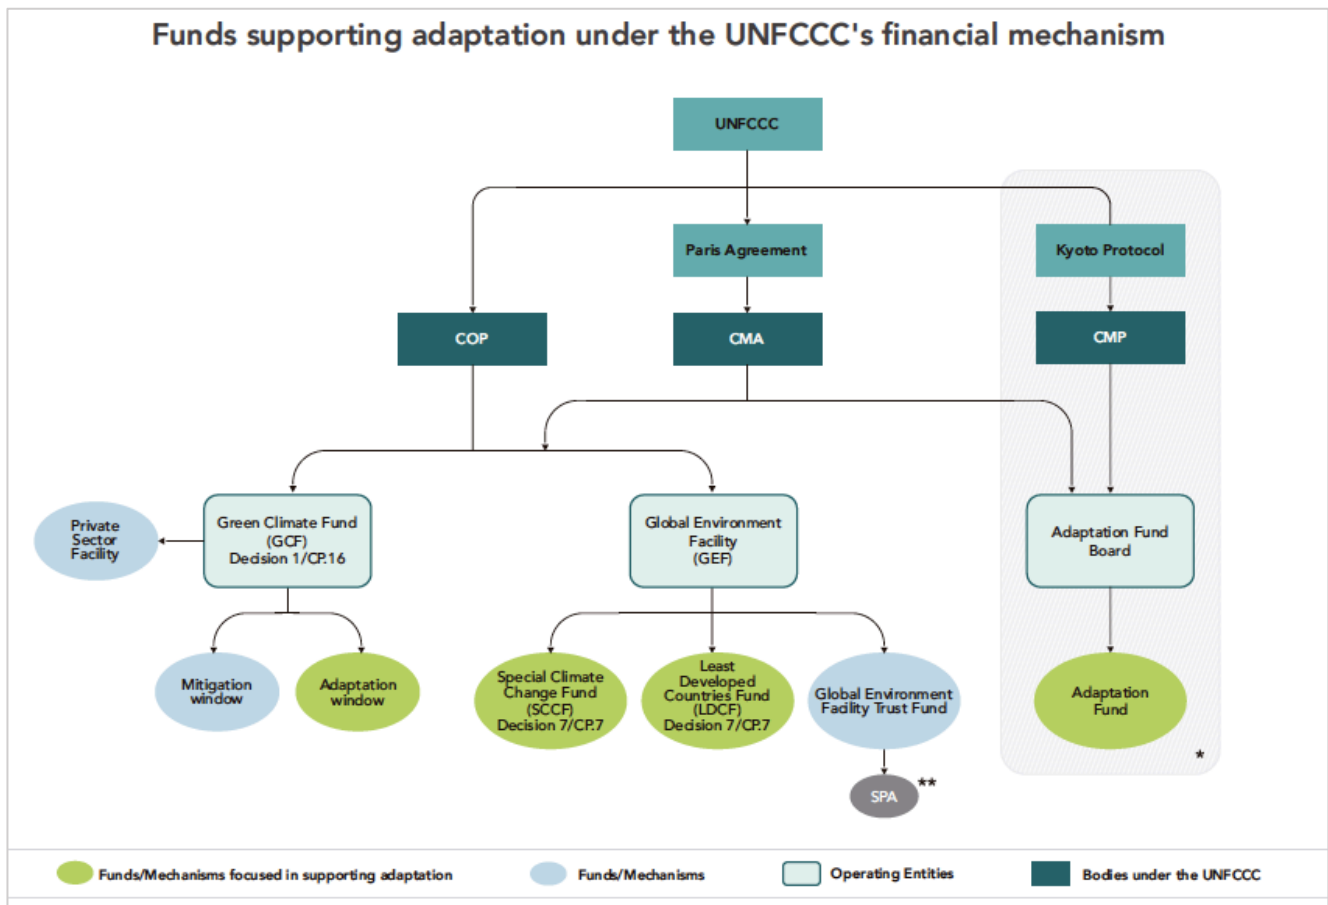 Funds supporting adaptation under the UNFCCC's financial mechanism
UNFCCC
Paris Agreement
Kyoto Protocol
COP
CMA
CMP
Private
Sector
Facility
Green Climate Fund
(GCF)
Decision 1/CP.16
Global Environment
Facility
(GEF)
Adaptation Fund
Board
Mitigation
window
Adaptation
window
Special Climate
Change Fund
(SCCF)
Decision 7/CP.7
Least
Developed
Countries Fund
(LDCF)
Decision 7/CP.7
Global Environment
Facility Trust Fund
Adaptation
Fund
*
SPA
**
Funds/Mechanisms focused in supporting adaptation
Funds/Mechanisms
Operating Entities
Bodies under the UNFCCC